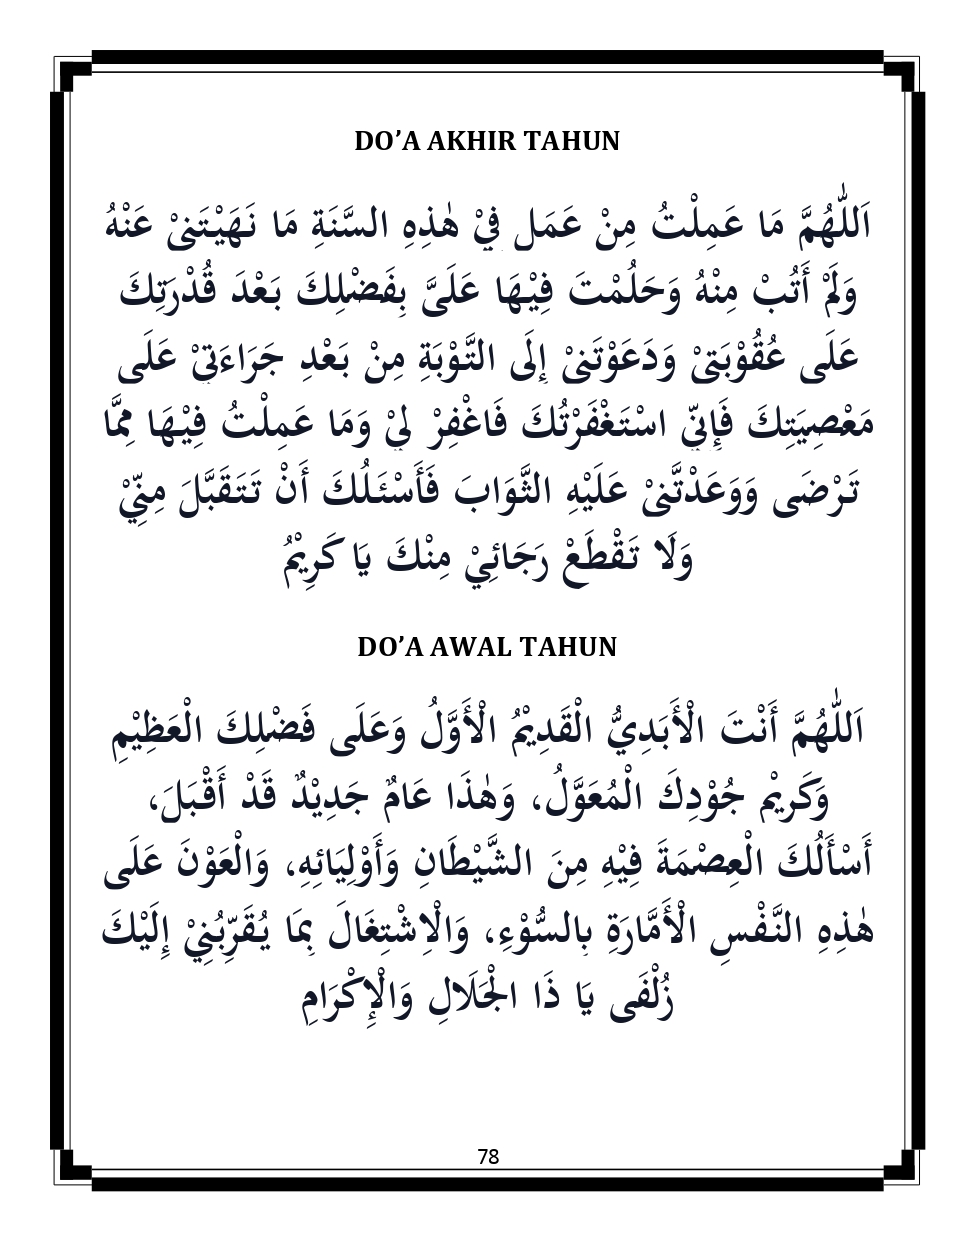 DO’A AKHIR TAHUN
اَللّٰهُمَّ مَا عَمِلْتُ مِنْ عَمَلٍ فِيْ هٰذِهِ السَّنَةِ مَا نَهَيْتَنِيْ عَنْهُ
وَلَمْ أَتُبْ مِنْهُ وَحَلُمْتَ فِيْهَا عَلَيَّ بِفَضْلِكَ بَعْدَ قُدْرَتِكَ
عَلَى عُقُوْبَتِيْ وَدَعَوْتَنِيْ إِلَى التَّوْبَةِ مِنْ بَعْدِ جَرَاءَتِيْ عَلَى
مَعْصِيَتِكَ فَإِنِّي اسْتَغْفَرْتُكَ فَاغْفِرْ لِيْ وَمَا عَمِلْتُ فِيْهَا مِمَّا
تَرْضَى وَوَعَدْتَّنِيْ عَلَيْهِ الثَّوَابَ فَأَسْئَلُكَ أَنْ تَتَقَبَّلَ مِنِّيْ
وَلَا تَقْطَعْ رَجَائِيْ مِنْكَ يَا كَرِيْمُ
DO’A AWAL TAHUN
اَللّٰهُمَّ أَنْتَ الْأَبَدِيُّ الْقَدِيْمُ الْأَوَّلُ وَعَلَى فَضْلِكَ الْعَظِيْمِ
وَكَرِيْمِ جُوْدِكَ الْمُعَوَّلُ، وَهٰذَا عَامٌ جَدِيْدٌ قَدْ أَقْبَلَ،
أَسْأَلُكَ الْعِصْمَةَ فِيْهِ مِنَ الشَّيْطَانِ وَأَوْلِيَائِهِ، وَالْعَوْنَ عَلَى
هٰذِهِ النَّفْسِ الْأَمَّارَةِ بِالسُّوْءِ، وَالْاِشْتِغَالَ بِمَا يُقَرِّبُنِيْ إِلَيْكَ
زُلْفَى يَا ذَا الْجَلَالِ وَالْإِكْرَامِ
78